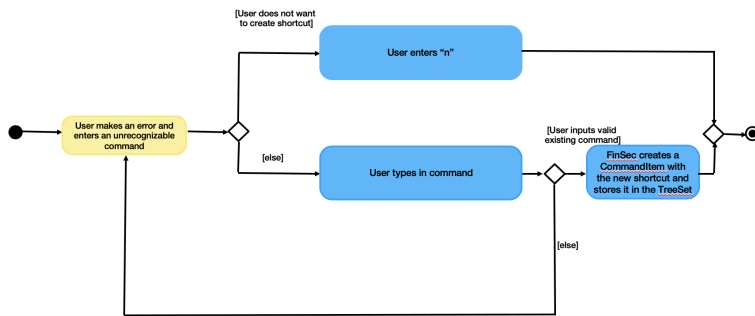 [User does not want
to create shortcut]
User enters “n”
User makes an error and
enters an unrecognizable
command
[User inputs valid
existing command]
[else]
User types in command
FinSec creates a
CommandItem with
the new shortcut and
stores it in the TreeSet
[else]